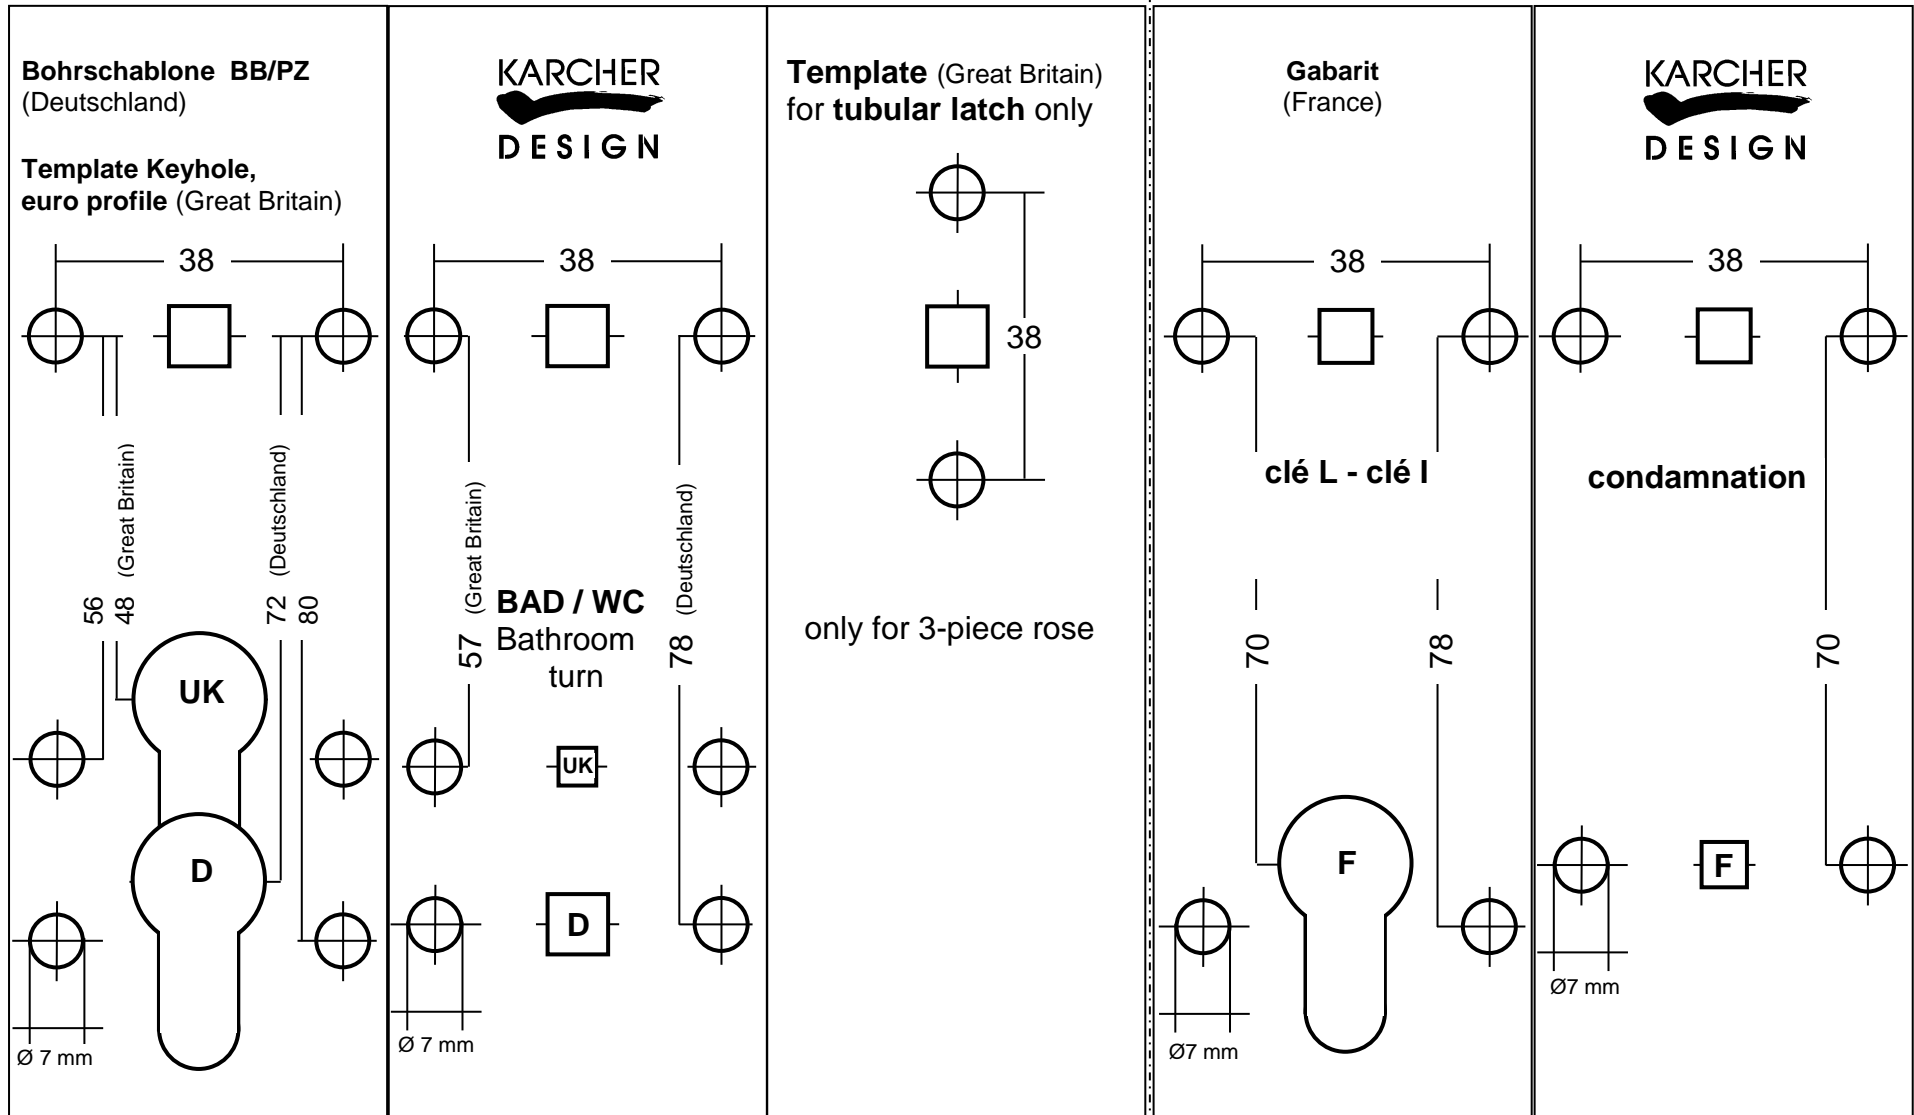 Bohrschablone BB/PZ
(Deutschland)
Template Keyhole,
euro profile (Great Britain)
38
56
48 (Great Britain)
72 (Deutschland)
80
UK
D
Ø 7 mm
KARCHER
DESIGN
38
57 (Great Britain)
78 (Deutschland)
BAD / WC
Bathroom
turn
UK
D
Ø 7 mm
Template (Great Britain)
for tubular latch only
38
only for 3-piece rose
Gabarit
(France)
38
clé L - clé I
70
78
F
Ø7 mm
KARCHER
DESIGN
38
condamnation
70
F
Ø7 mm